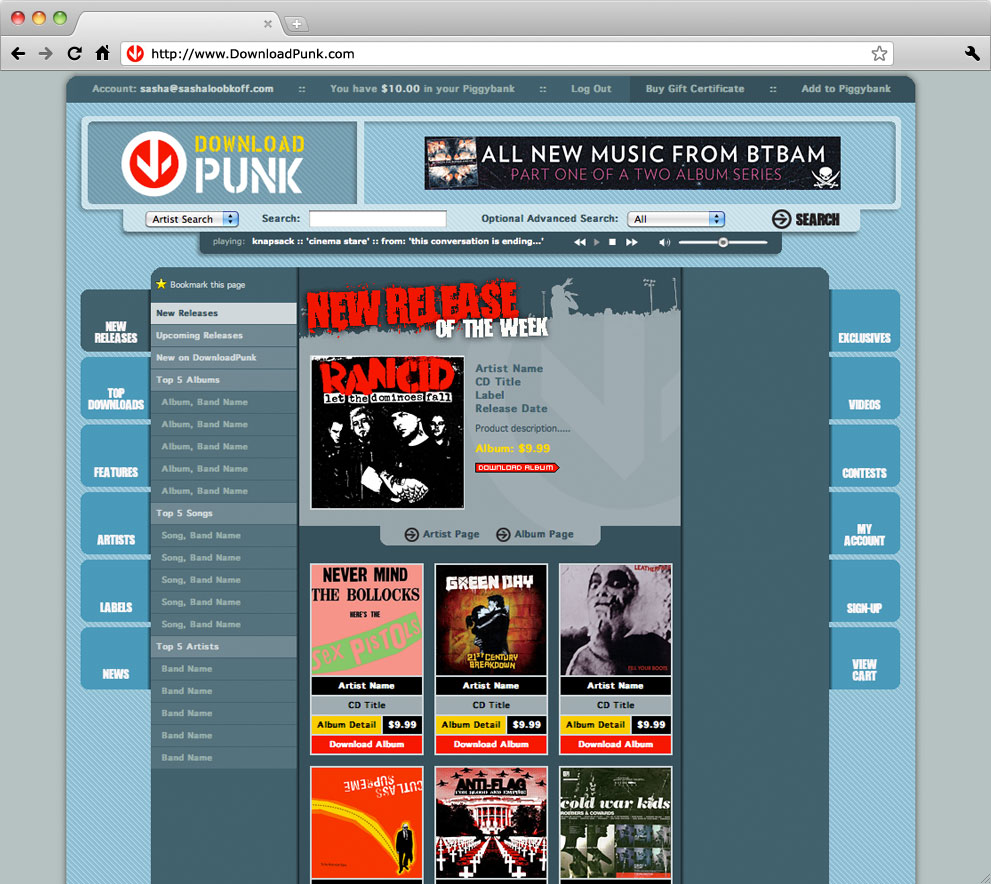 http://www.DownloadPunk.com
Account: sasha@sashaloobkoff.com :: You have $10.00 in your Piggybank :: Log Out Buy Gift Certificate :: Add to Piggybank
DOWNLOAD
PUNK
ALL NEW MUSIC FROM BTBAM
PART ONE OF A TWO ALBUM SERIES
Artist Search Search: Optional Advanced Search: All SEARCH
playing: knapsack :: 'cinema stare' :: from: 'this conversation is ending...'
Bookmark this page
NEW
RELEASES
TOP
DOWNLOADS
FEATURES
ARTISTS
LABELS
NEWS
New Releases
Upcoming Releases
New on DownloadPunk
Top 5 Albums
Album, Band Name
Album, Band Name
Album, Band Name
Album, Band Name
Album, Band Name
Top 5 Songs
Song, Band Name
Song, Band Name
Song, Band Name
Song, Band Name
Song, Band Name
Top 5 Artists
Band Name
Band Name
Band Name
Band Name
Band Name
NEW RELEASE
OF THE WEEK
RANCID
let the dominoes fall
Artist Name
CD Title
Label
Release Date
Product description.....
Album: $9.99
DOWNLOAD ALBUM
Artist Page Album Page
NEVER MIND
THE BOLLOCKS
HERE'S THE
SEX PISTOLS
Artist Name
CD Title
Album Detail $9.99
Download Album
GREEN DAY
21ST CENTURY
BREAKDOWN
Artist Name
CD Title
Album Detail $9.99
Download Album
LEATHERFACE
FILL YOUR BOOTS
Artist Name
CD Title
Album Detail $9.99
Download Album
CUTLASS
SUPREME
ANTI-FLAG
FOR BLOOD AND EMPIRE
cold war kids
ROBBERS & COWARDS
EXCLUSIVES
VIDEOS
CONTESTS
MY
ACCOUNT
SIGN-UP
VIEW
CART